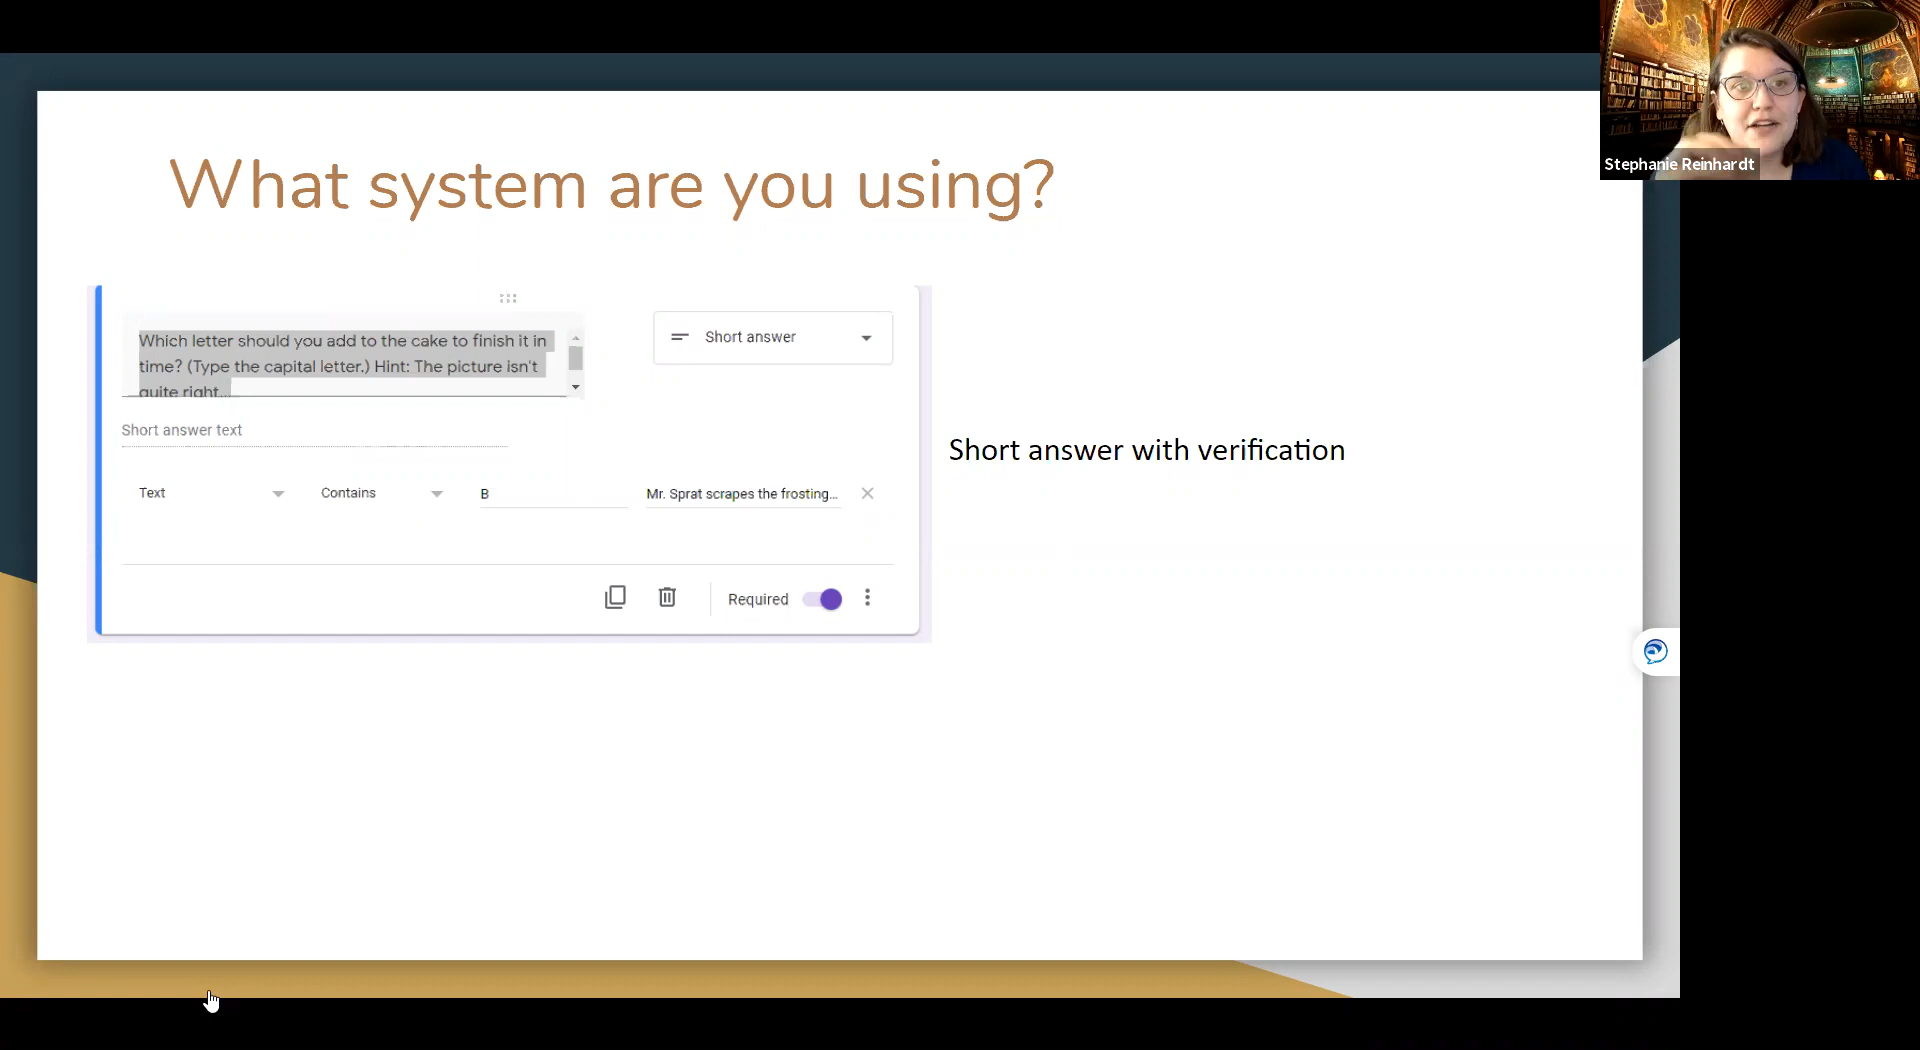 Stephanie Reinhardt
What system are you using?
Which letter should you add to the cake to finish it in
time? (Type the capital letter.) Hint: The picture isn't
quite right...
Short answer
Short answer text
Short answer with verification
Text Contains B Mr. Sprat scrapes the frosting...
Required